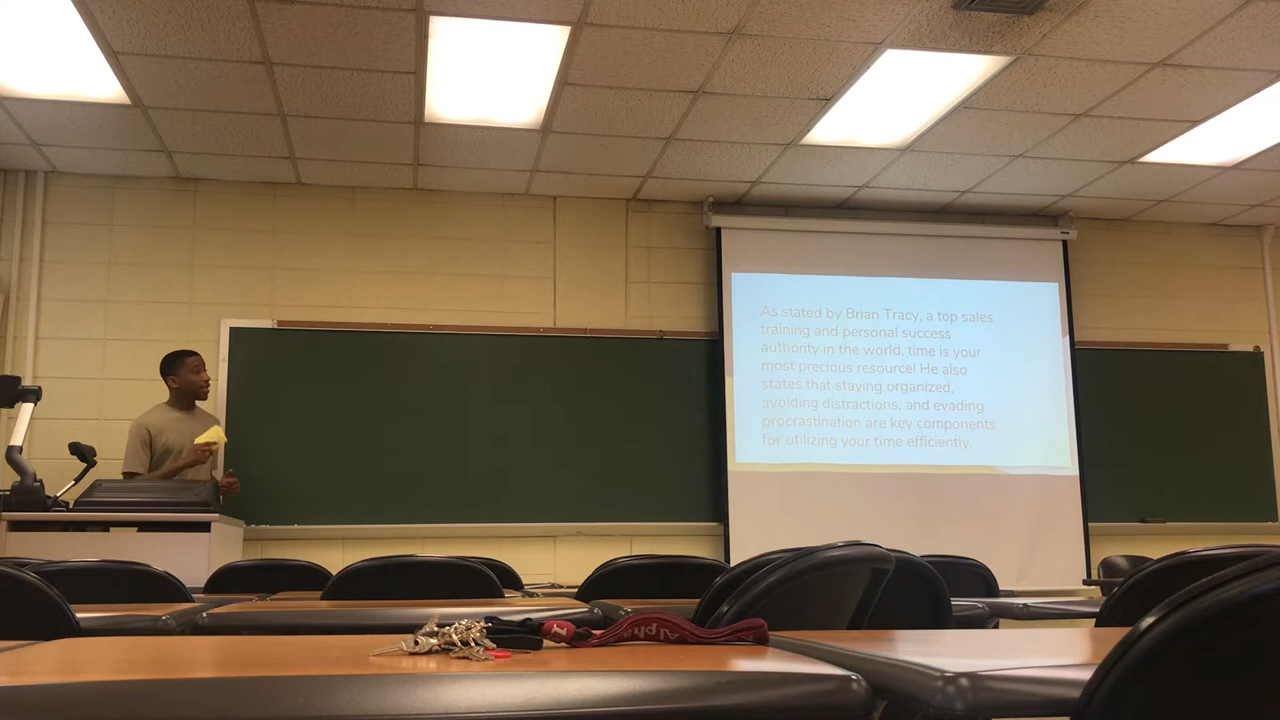 As stated by Brian Tracy, a top sales
training and personal success
authority in the world, time is your
most precious resource! He also
states that staying organized,
avoiding distractions, and evading
procrastination are key components
for utilizing your time efficiently.
Alpha